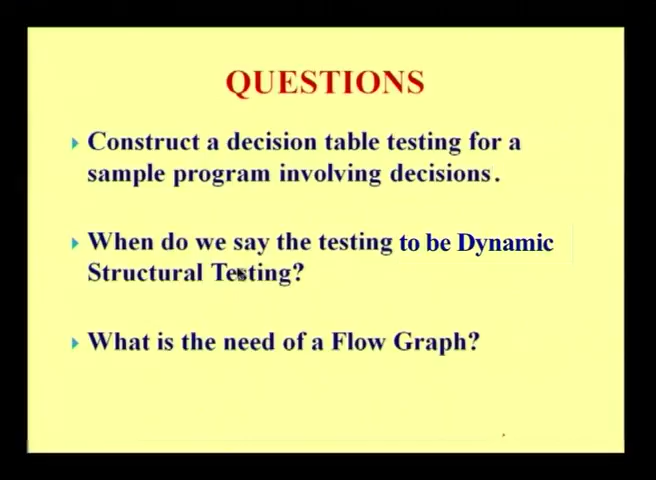 QUESTIONS
Construct a decision table testing for a
sample program involving decisions.
When do we say the testing to be Dynamic
Structural Testing?
What is the need of a Flow Graph?